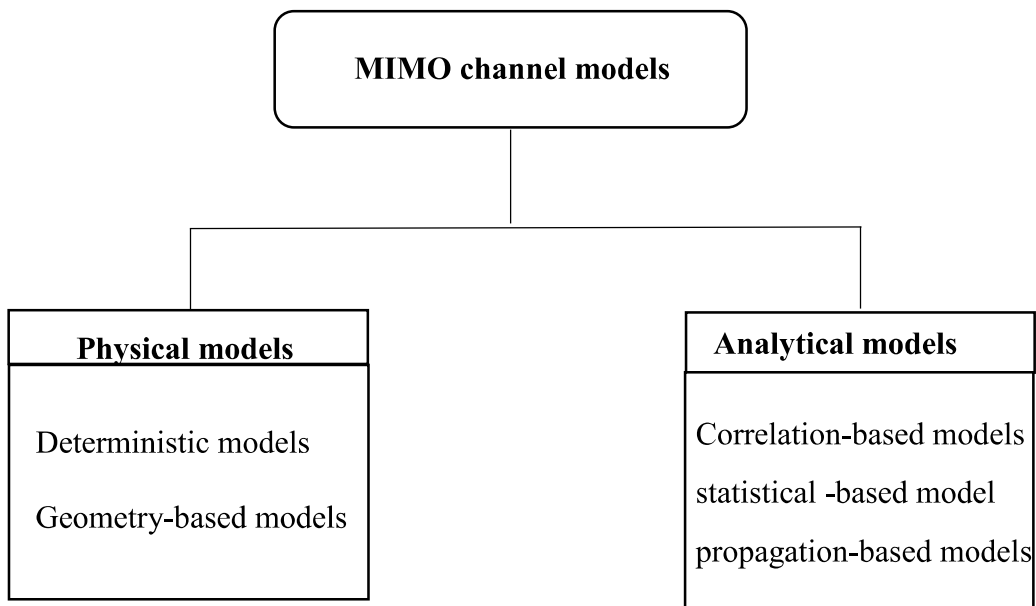 MIMO channel models
Physical models
Deterministic models
Geometry-based models
Analytical models
Correlation-based models
statistical -based model
propagation-based models